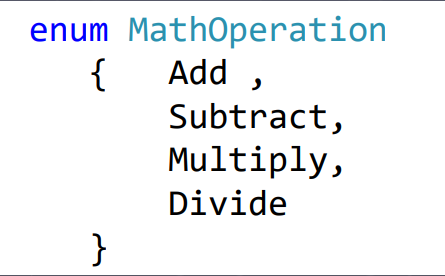 enum MathOperation
{ Add ,
Subtract,
Multiply,
Divide
}